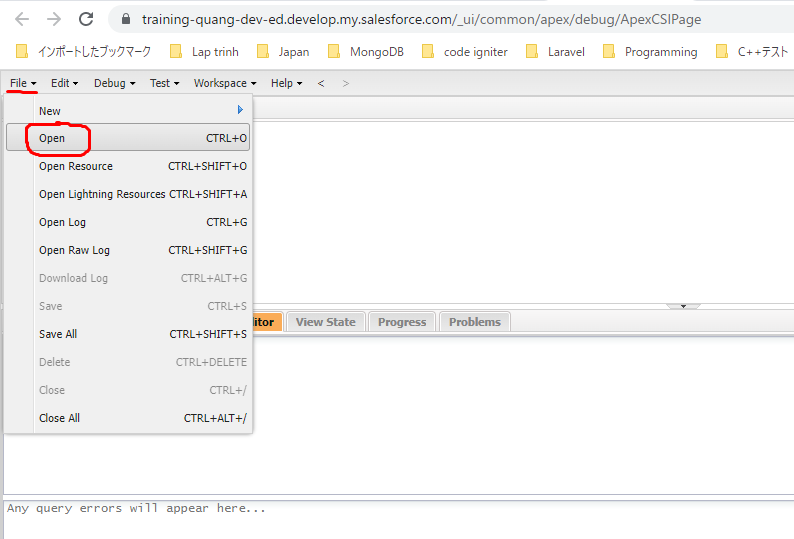 training-quang-dev-ed.develop.my.salesforce.com/_ui/common/apex/debug/ApexCSIPage
インポートしたブックマーク Lap trinh Japan MongoDB code igniter Laravel Programming C++テスト
File Edit Debug Test Workspace Help < >
New
Open CTRL+O
Open Resource CTRL+SHIFT+O
Open Lightning Resources CTRL+SHIFT+A
Open Log CTRL+G
Open Raw Log CTRL+SHIFT+G
Download Log CTRL+ALT+G
Save CTRL+S
Save All CTRL+SHIFT+S
Delete CTRL+DELETE
Close CTRL+/
Close All CTRL+ALT+/
itor View State Progress Problems
Any query errors will appear here...